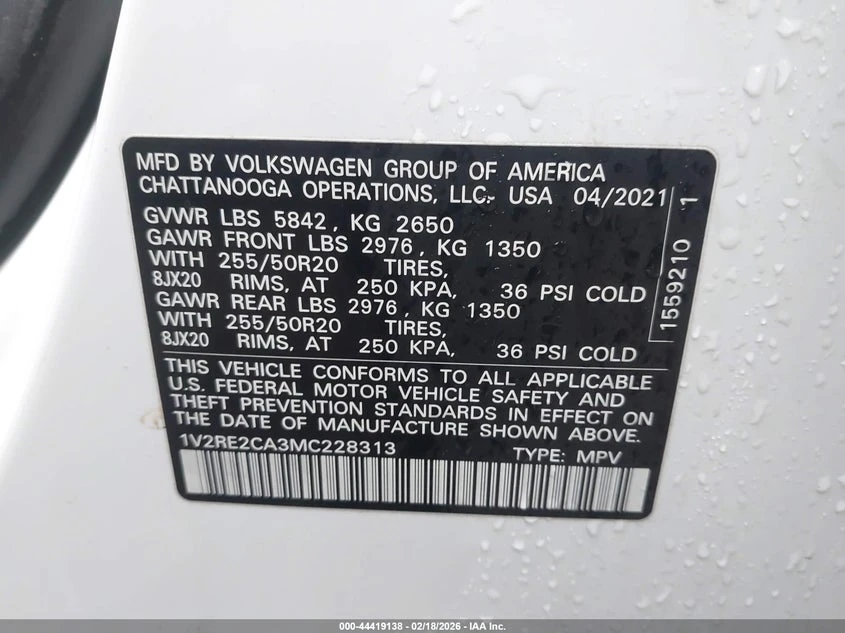 MFD BY VOLKSWAGEN GROUP OF AMERICA
CHATTANOOGA OPERATIONS, LLC- USA 04/2021
GVWR LBS 5842, KG 2650
GAWR FRONT LBS 2976, KG 1350
WITH 255/50R20 TIRES,
8JX20 RIMS, AT 250 KPA, 36 PSI COLD
GAWR REAR LBS 2976, KG 1350
WITH 255/50R20 TIRES,
8JX20 RIMS, AT 250 KPA, 36 PSI COLD
1559210 1
THIS VEHICLE CONFORMS TO ALL APPLICABLE
U.S. FEDERAL MOTOR VEHICLE SAFETY AND
THEFT PREVENTION STANDARDS IN EFFECT ON
THE DATE OF MANUFACTURE SHOWN ABOVE.
1V2RE2CA3MC228313 TYPE: MPV
000-44419138 - 02/18/2026 - IAA Inc.